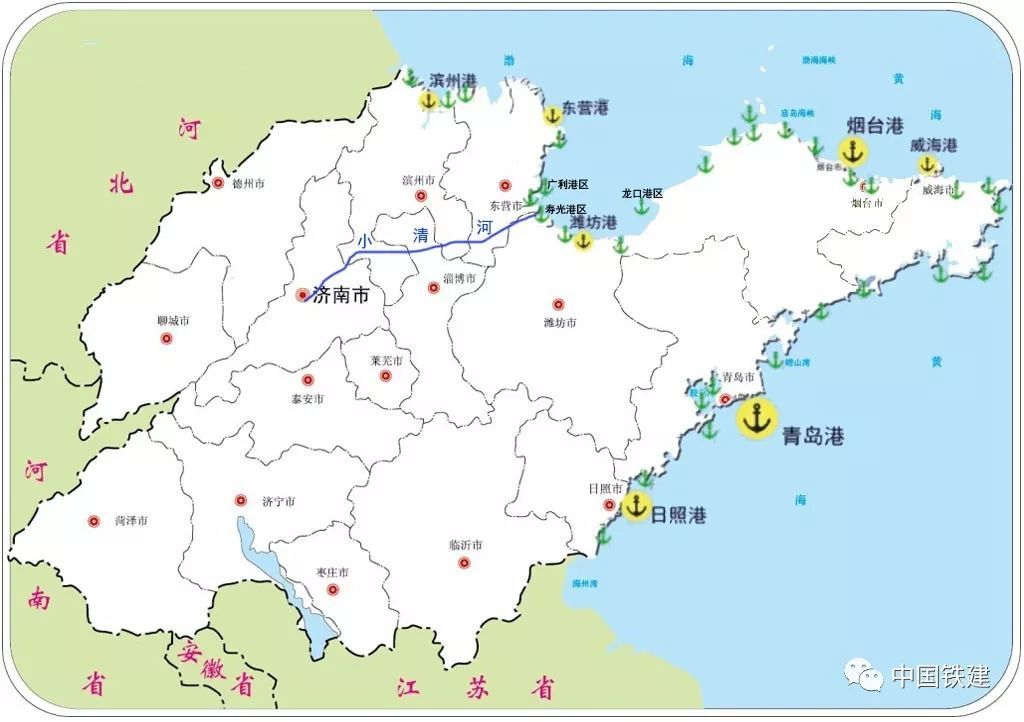 渤
海
渤海海峡
黄
海
滨州港
东营港
庙岛海峡
烟台港
威海港
河
北
省
德州市
滨州市
东营市
广利港区
寿光港区
龙口港区
潍坊港
烟台市
烟台市
威海市
小清河
济南市
淄博市
聊城市
潍坊市
莱芜市
泰安市
青岛市
崂山湾
黄
海
青岛港
河
南
省
菏泽市
济宁市
日照市
日照港
临沂市
枣庄市
海州湾
安徽省
江苏省
中国铁建